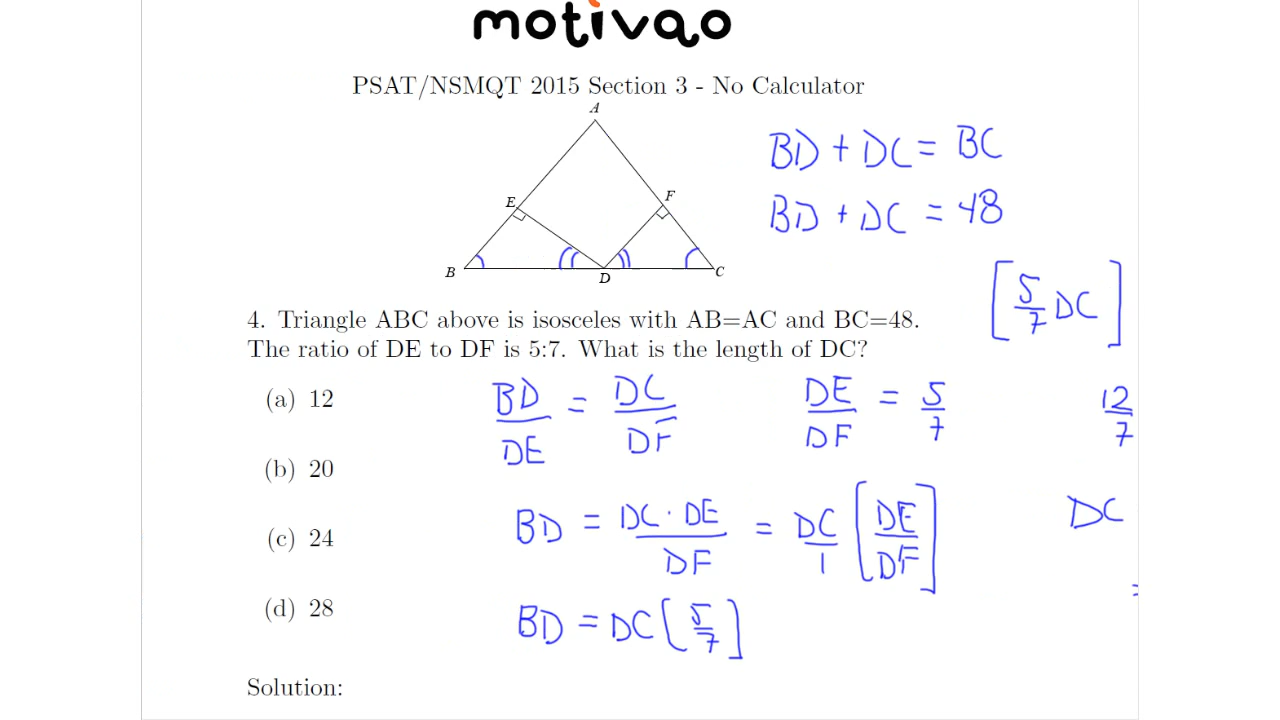 motivao
PSAT/NSMQT 2015 Section 3 - No Calculator
A
E
F
B
D
C
BD + DC = BC
BD + DC = 48
[5/7 DC]
4. Triangle ABC above is isosceles with AB=AC and BC=48.
The ratio of DE to DF is 5:7. What is the length of DC?
(a) 12
(b) 20
(c) 24
(d) 28
BD/DE = DC/DF
DE/DF = 5/7
12/7
BD = DC · DE/DF = DC/1 [DE/DF]
DC
=
BD = DC [5/7]
Solution: